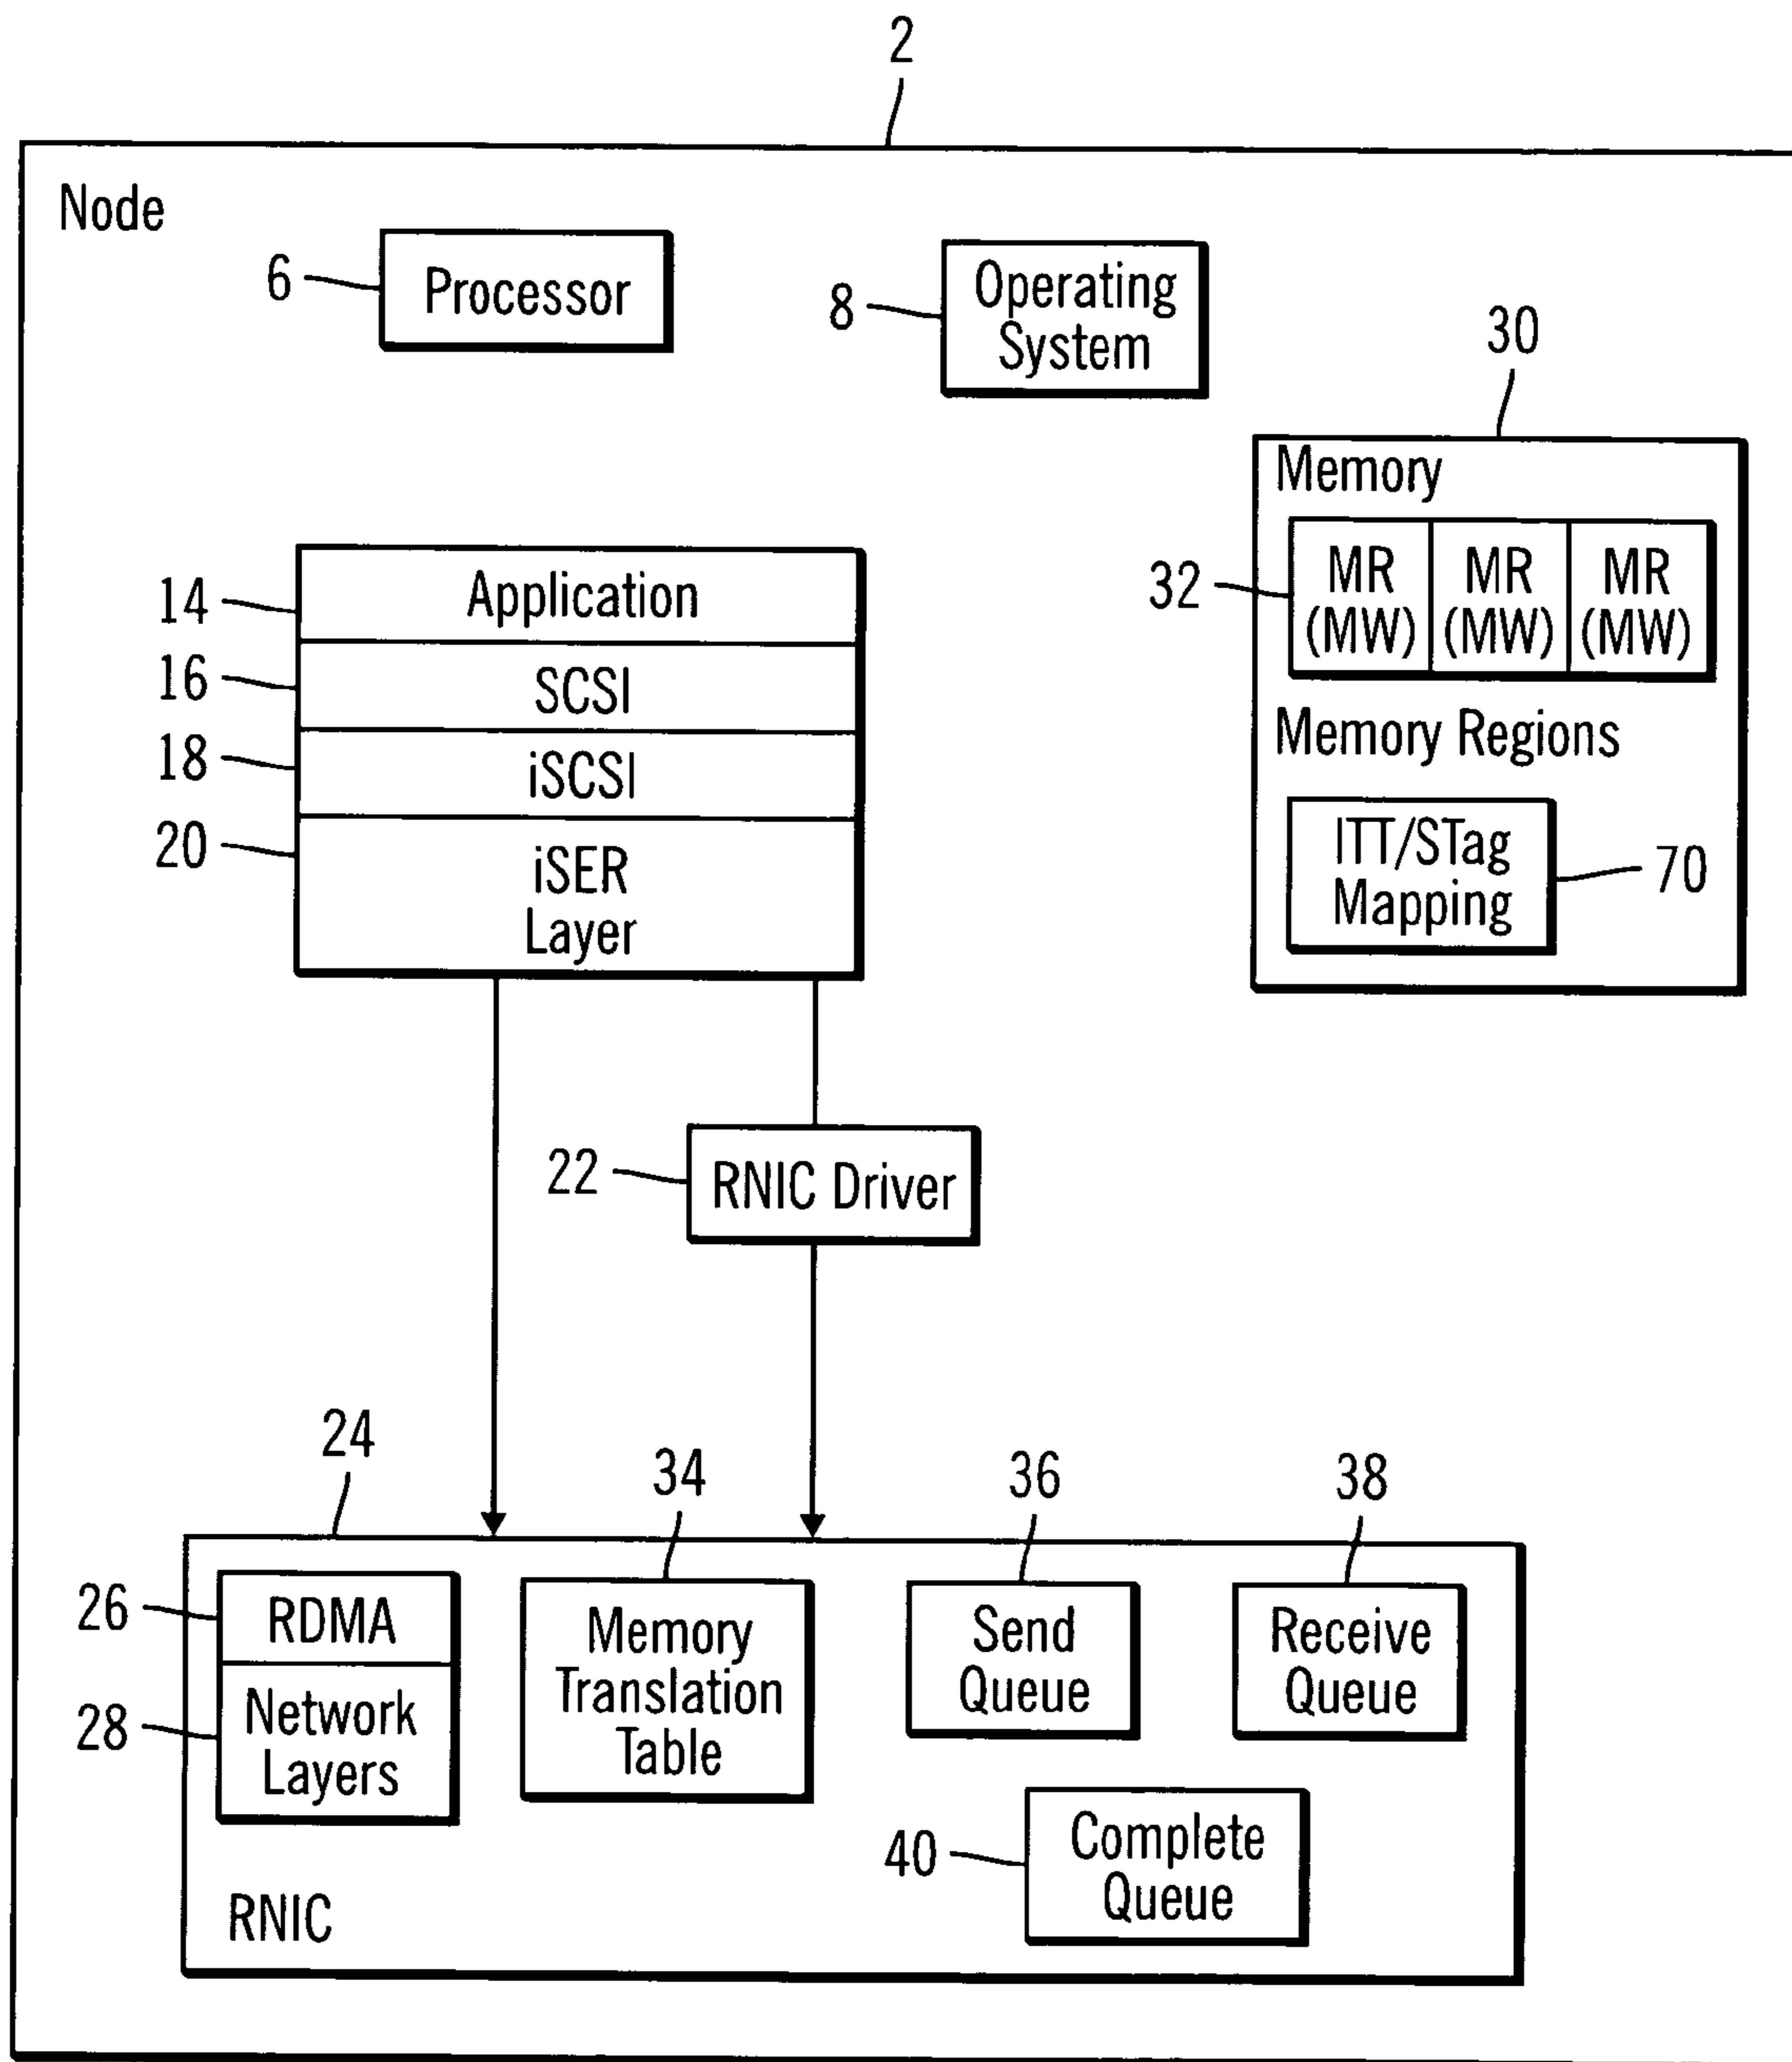 2
Node
6
Processor
8
Operating
System
30
Memory
32
MR
(MW)
MR
(MW)
MR
(MW)
Memory Regions
ITT/STag
Mapping
70
14
Application
16
SCSI
18
iSCSI
20
iSER
Layer
22
RNIC Driver
24
34
36
38
26
RDMA
28
Network
Layers
Memory
Translation
Table
Send
Queue
Receive
Queue
40
Complete
Queue
RNIC